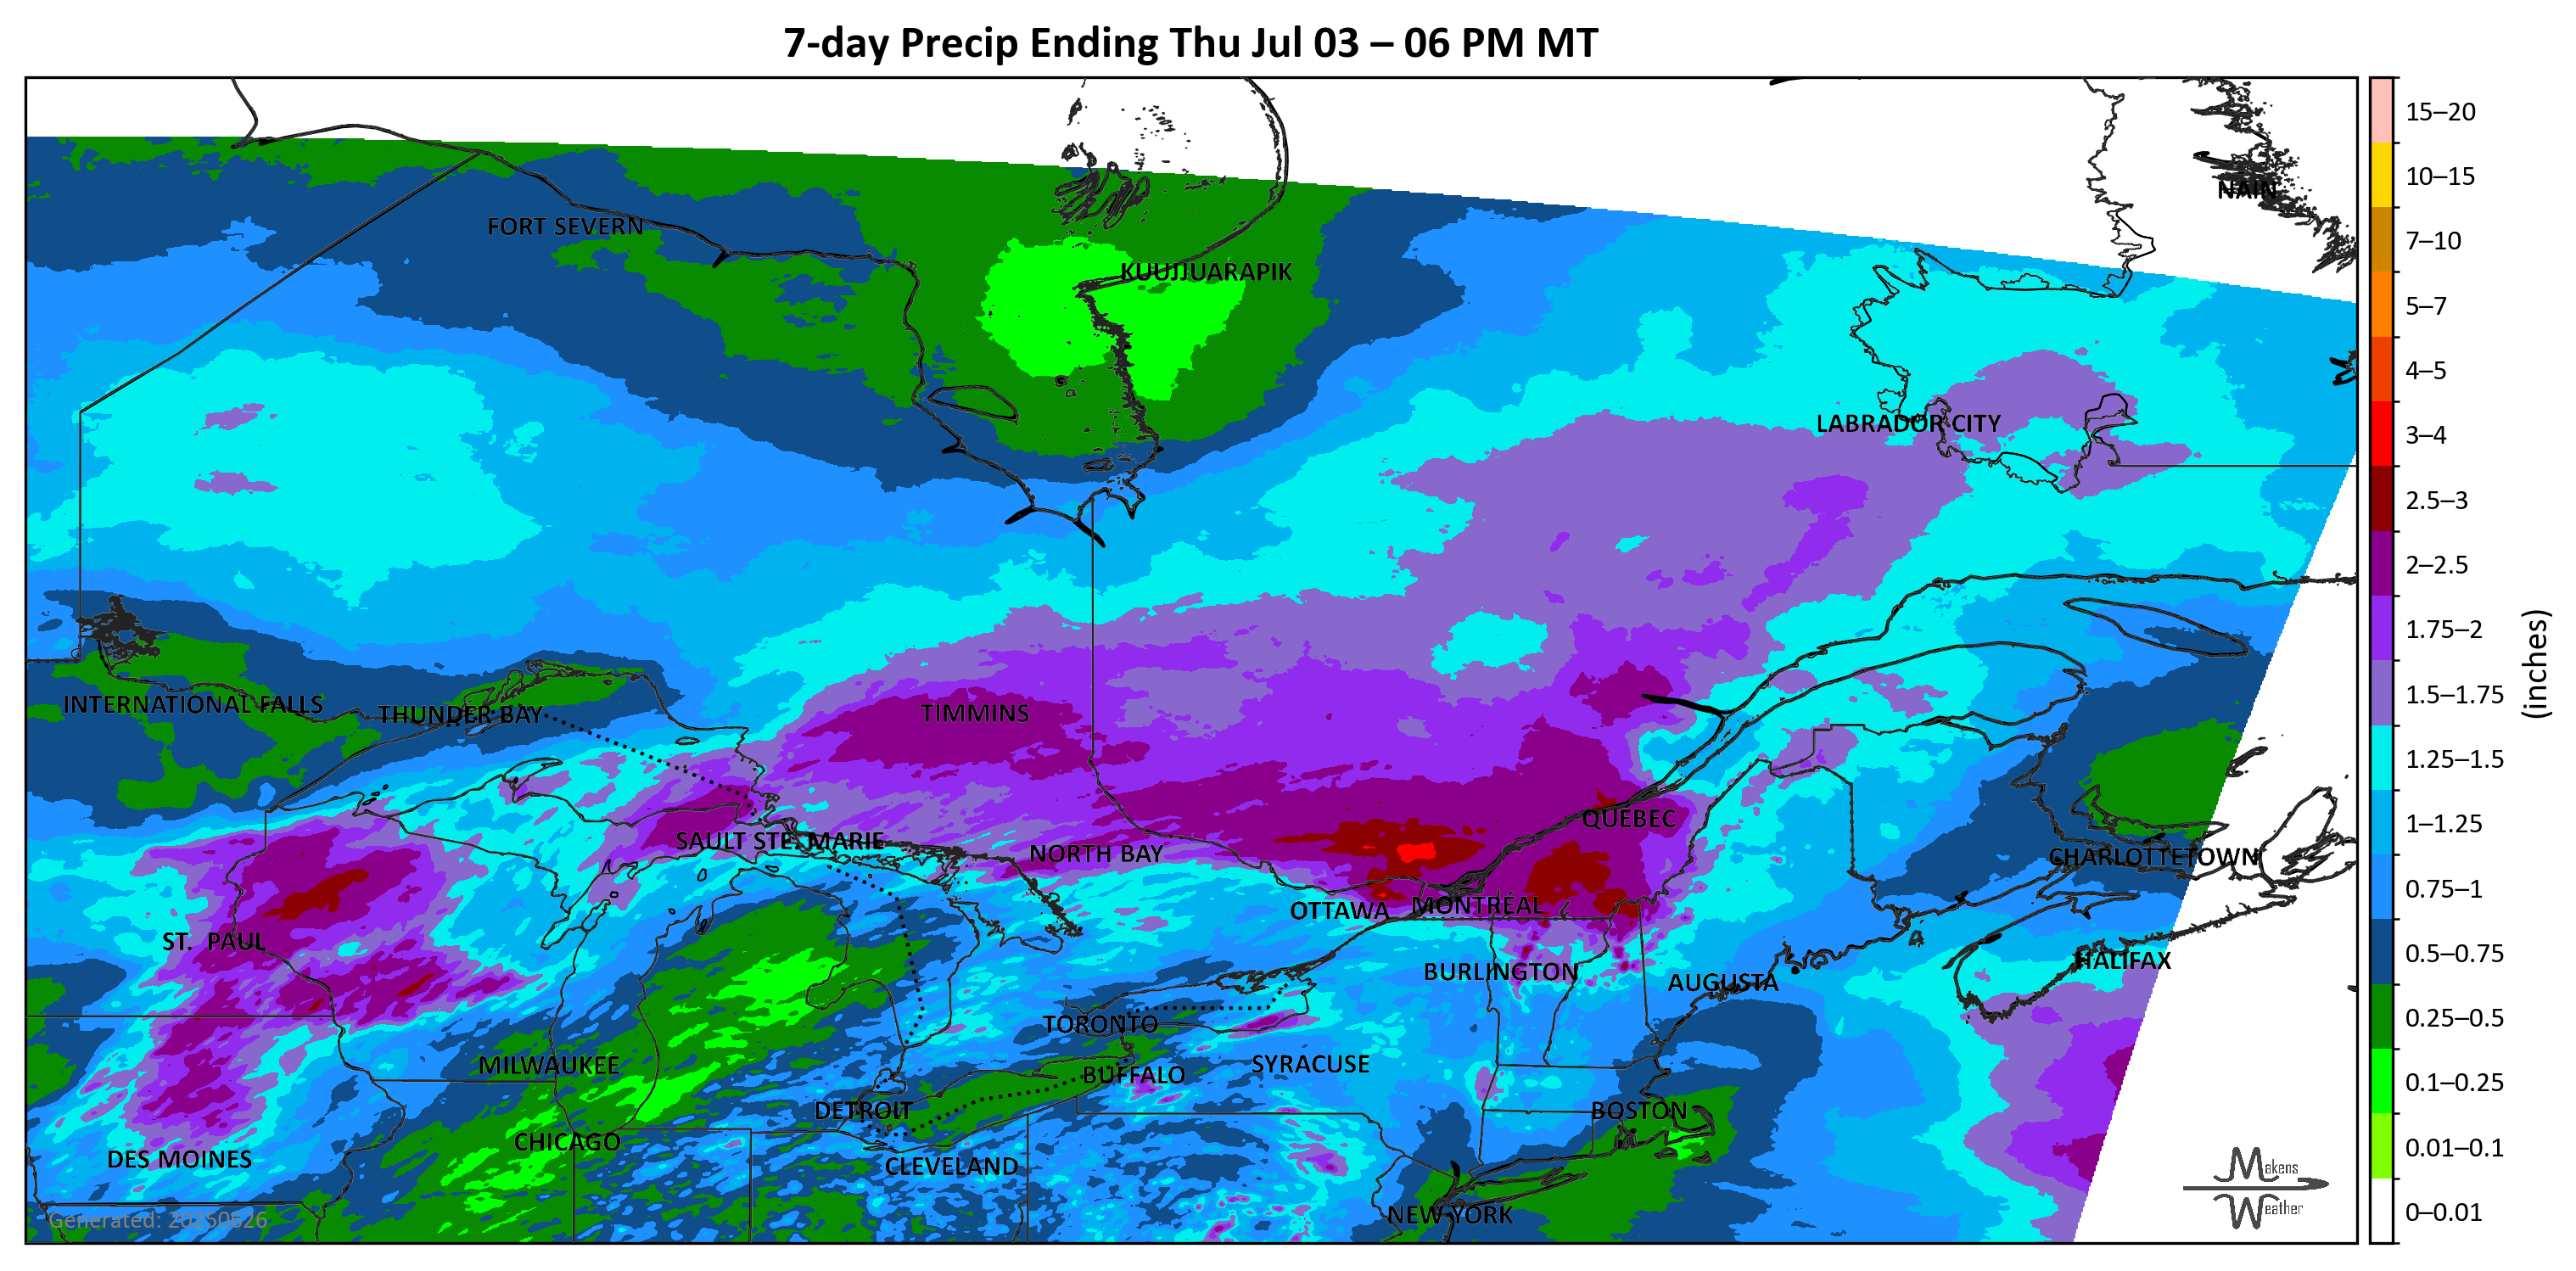 7-day Precip Ending Thu Jul 03 – 06 PM MT
15–20
10–15
NAIN
FORT SEVERN
7–10
KUUJJUARAPIK
5–7
4–5
LABRADOR CITY
3–4
2.5–3
2–2.5
1.75–2
(inches)
1.5–1.75
INTERNATIONAL FALLS
THUNDER BAY
TIMMINS
1.25–1.5
QUEBEC
1–1.25
SAULT STE. MARIE
NORTH BAY
CHARLOTTETOWN
0.75–1
OTTAWA
MONTRÉAL
ST. PAUL
0.5–0.75
HALIFAX
BURLINGTON
AUGUSTA
0.25–0.5
TORONTO
MILWAUKEE
SYRACUSE
BUFFALO
0.1–0.25
DETROIT
BOSTON
CHICAGO
0.01–0.1
DES MOINES
CLEVELAND
Makens
Weather
0–0.01
NEW YORK
Generated: 20250626